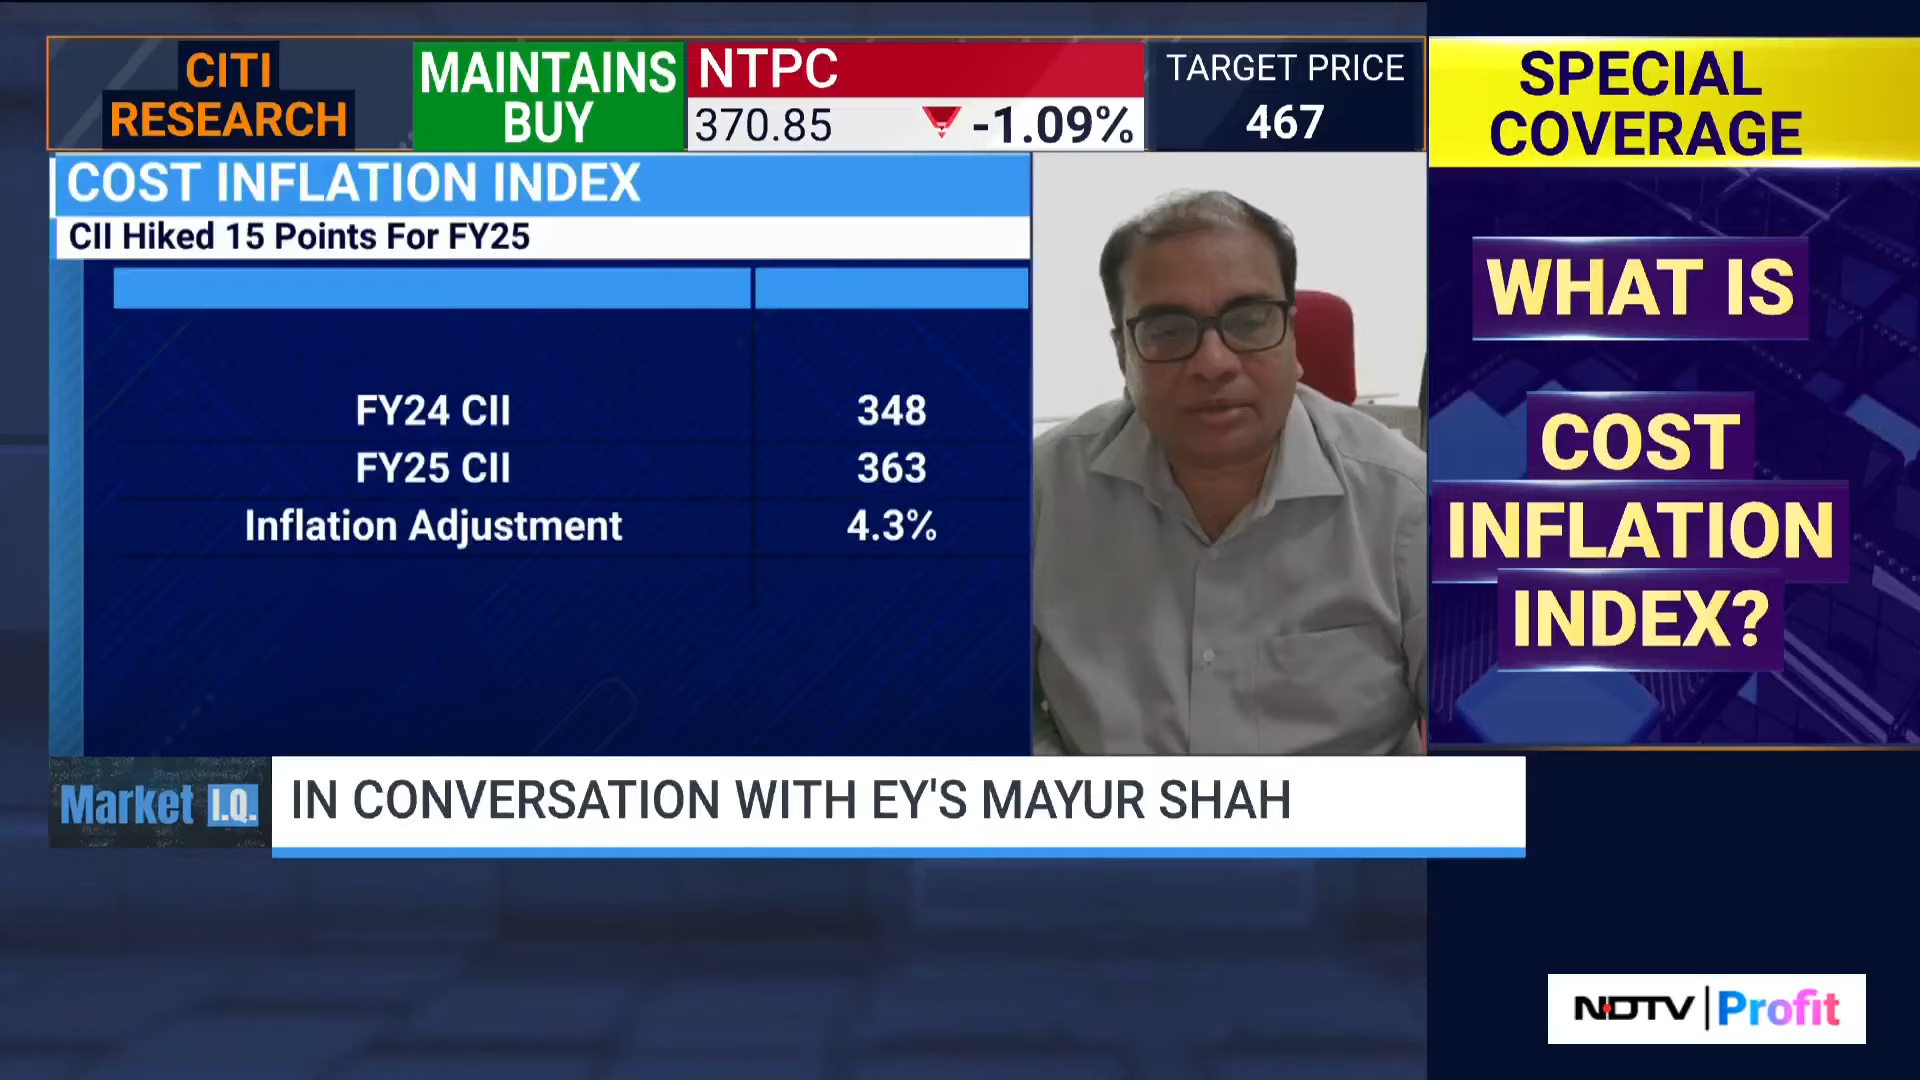 CITI
RESEARCH
MAINTAINS
BUY
NTPC
370.85 -1.09%
TARGET PRICE
467
SPECIAL
COVERAGE
COST INFLATION INDEX
CII Hiked 15 Points For FY25
FY24 CII 348
FY25 CII 363
Inflation Adjustment 4.3%
WHAT IS
COST
INFLATION
INDEX?
Market I.Q.
IN CONVERSATION WITH EY'S MAYUR SHAH
NDTV Profit